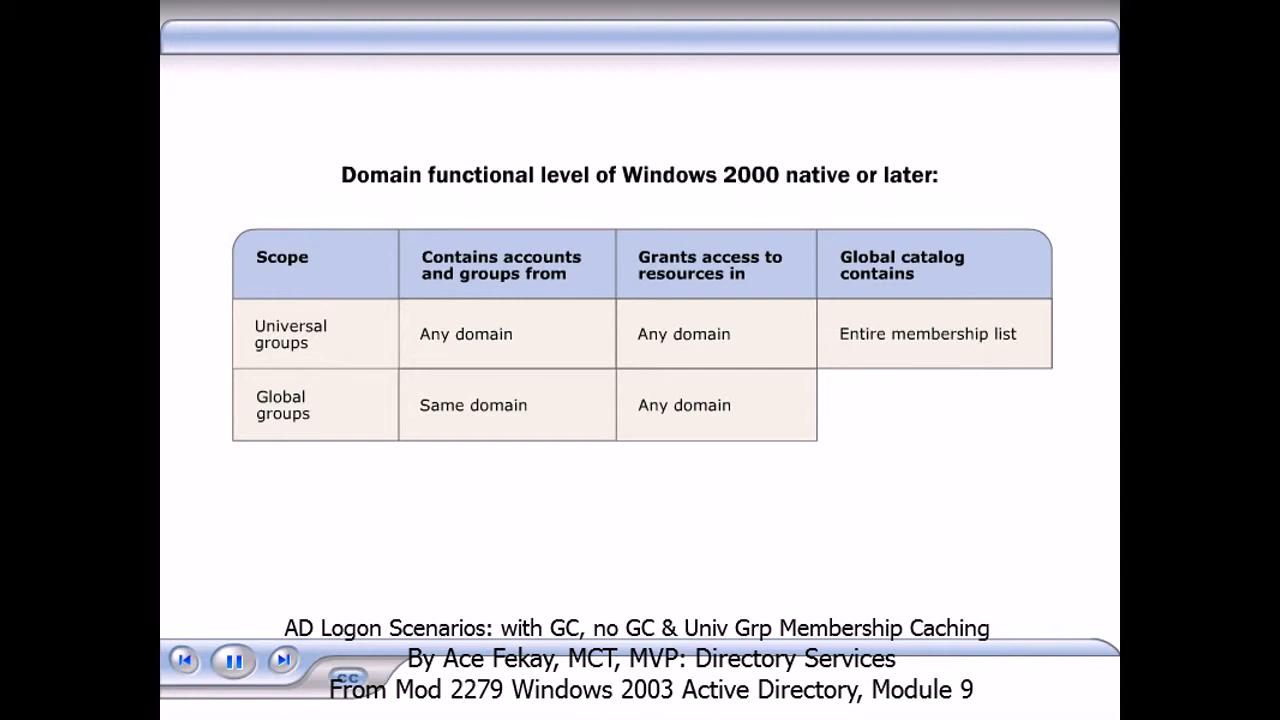 Domain functional level of Windows 2000 native or later:
Scope
Contains accounts
and groups from
Grants access to
resources in
Global catalog
contains
Universal
groups
Any domain
Any domain
Entire membership list
Global
groups
Same domain
Any domain
AD Logon Scenarios: with GC, no GC & Univ Grp Membership Caching
By Ace Fekay, MCT, MVP: Directory Services
CC
From Mod 2279 Windows 2003 Active Directory, Module 9